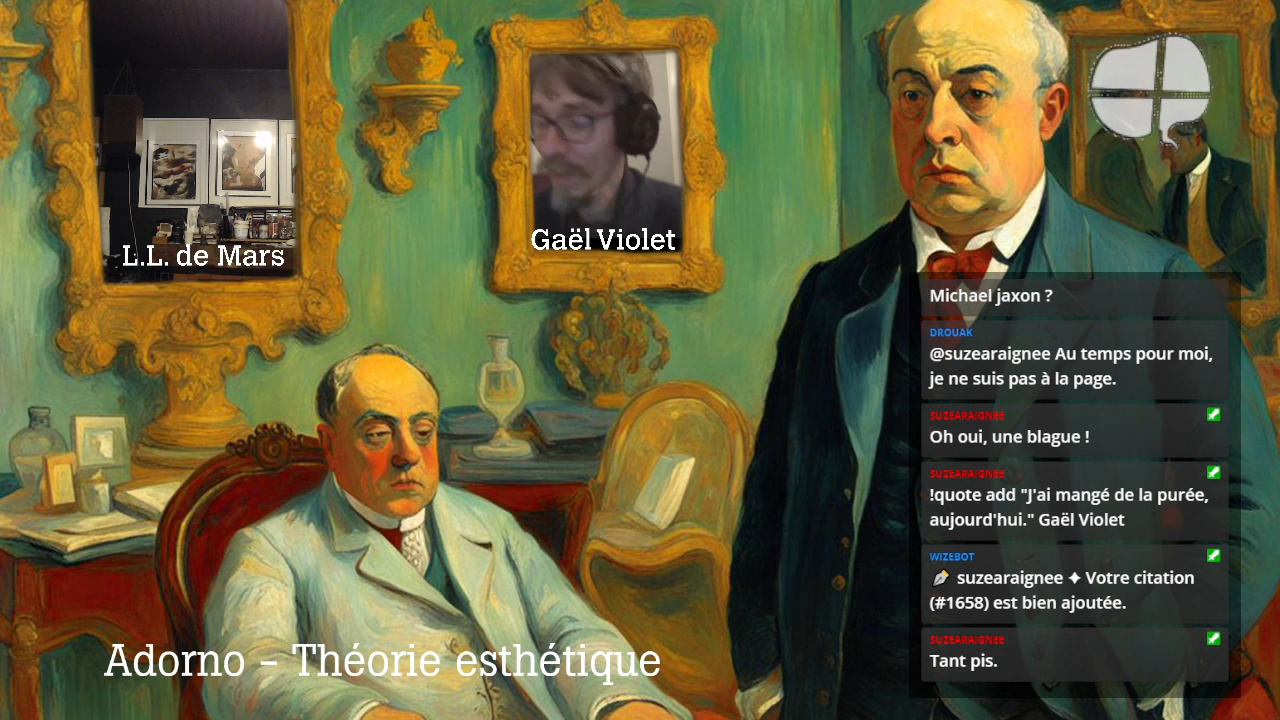 L.L. de Mars
Gaël Violet
Michael jaxon ?
DROUAK
@suzearaignee Au temps pour moi,
je ne suis pas à la page.
SUZEARAIGNEE
Oh oui, une blague !
SUZEARAIGNEE
!quote add "J'ai mangé de la purée,
aujourd'hui." Gaël Violet
WIZEBOT
suzearaignee ✦ Votre citation
(#1658) est bien ajoutée.
SUZEARAIGNEE
Tant pis.
Adorno – Théorie esthétique